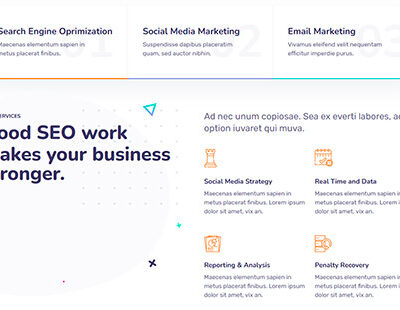 Search Engine Oprimization
Maecenas elementum sapien in
metus placerat finibus.
01
Social Media Marketing
Suspendisse dapibus placeratim
quam, sed auctor nibhin.
02
Email Marketing
Vivamus eleifend velit nequentam
efficitur imperdie purus.
03
SERVICES
ood SEO work
akes your business
ronger.
Ad nec unum copiosae. Sea ex everti labores, a
option iuvaret qui muva.
Social Media Strategy
Maecenas elementum sapien in
metus placerat finibus. Lorem ipsum
dolor sit amet, vix an.
Real Time and Data
Maecenas elementum sapien in
metus placerat finibus. Lorem ipsum
dolor sit amet, vix an.
Reporting & Analysis
Maecenas elementum sapien in
metus placerat finibus. Lorem ipsum
dolor sit amet, vix an.
Penalty Recovery
Maecenas elementum sapien in
metus placerat finibus. Lorem ipsum
dolor sit amet, vix an.